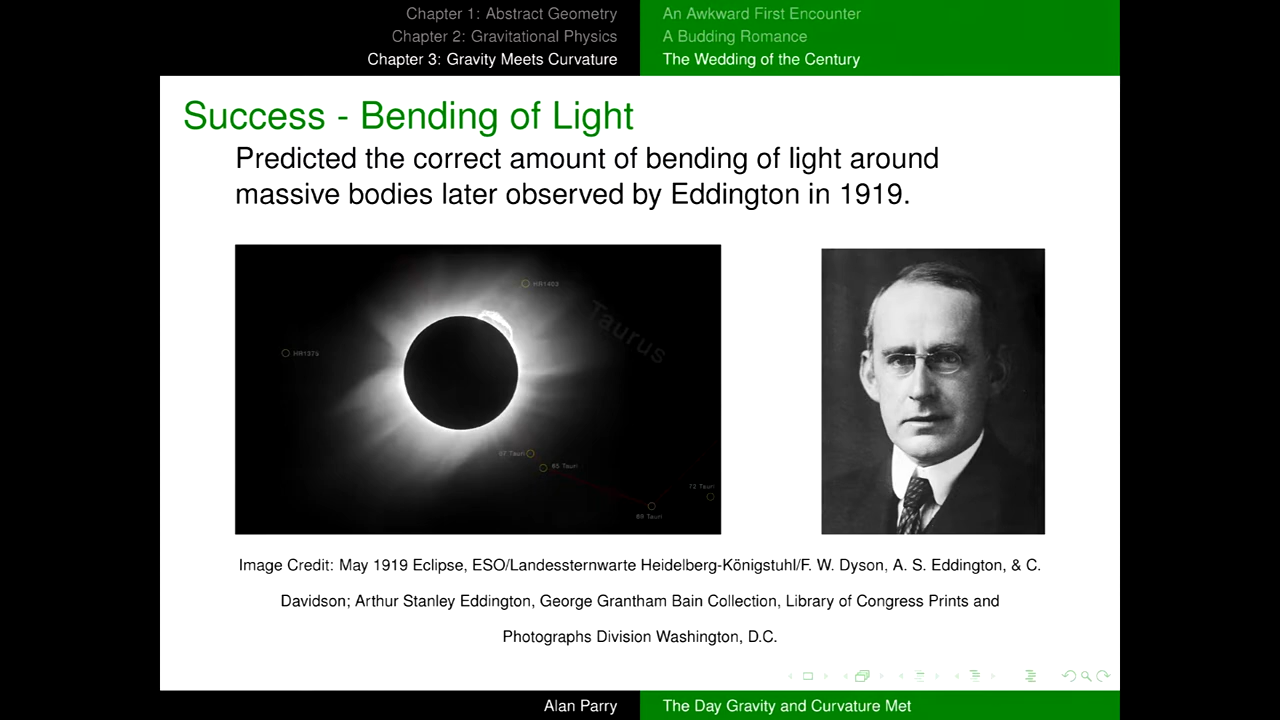 Chapter 1: Abstract Geometry
Chapter 2: Gravitational Physics
Chapter 3: Gravity Meets Curvature
An Awkward First Encounter
A Budding Romance
The Wedding of the Century
Success - Bending of Light
Predicted the correct amount of bending of light around
massive bodies later observed by Eddington in 1919.
HR1403
Taurus
HR1376
67 Tauri
65 Tauri
72 Tauri
69 Tauri
Image Credit: May 1919 Eclipse, ESO/Landessternwarte Heidelberg-Königstuhl/F. W. Dyson, A. S. Eddington, & C.
Davidson; Arthur Stanley Eddington, George Grantham Bain Collection, Library of Congress Prints and
Photographs Division Washington, D.C.
Alan Parry
The Day Gravity and Curvature Met